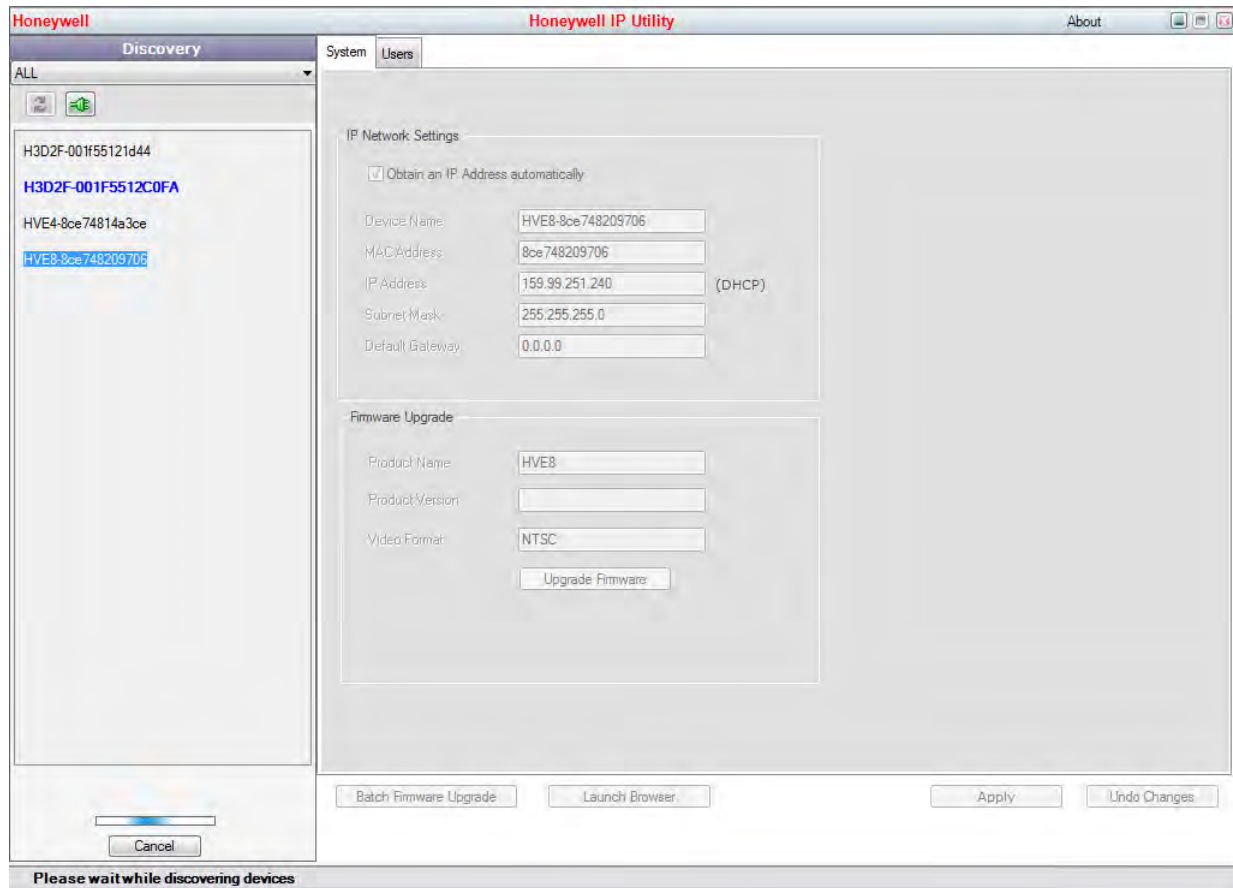 Honeywell
Honeywell IP Utility
About
Discovery
ALL
H3D2F-001f55121d44
H3D2F-001F5512C0FA
HVE4-8ce74814a3ce
HVE8-8ce748209706
Cancel
System
Users
IP Network Settings
Obtain an IP Address automatically
Device Name HVE8-8ce748209706
MAC Address 8ce748209706
IP Address 159.99.251.240 (DHCP)
Subnet Mask 255.255.255.0
Default Gateway 0.0.0.0
Firmware Upgrade
Product Name HVE8
Product Version
Video Format NTSC
Upgrade Firmware
Batch Firmware Upgrade Launch Browser Apply Undo Changes
Please wait while discovering devices